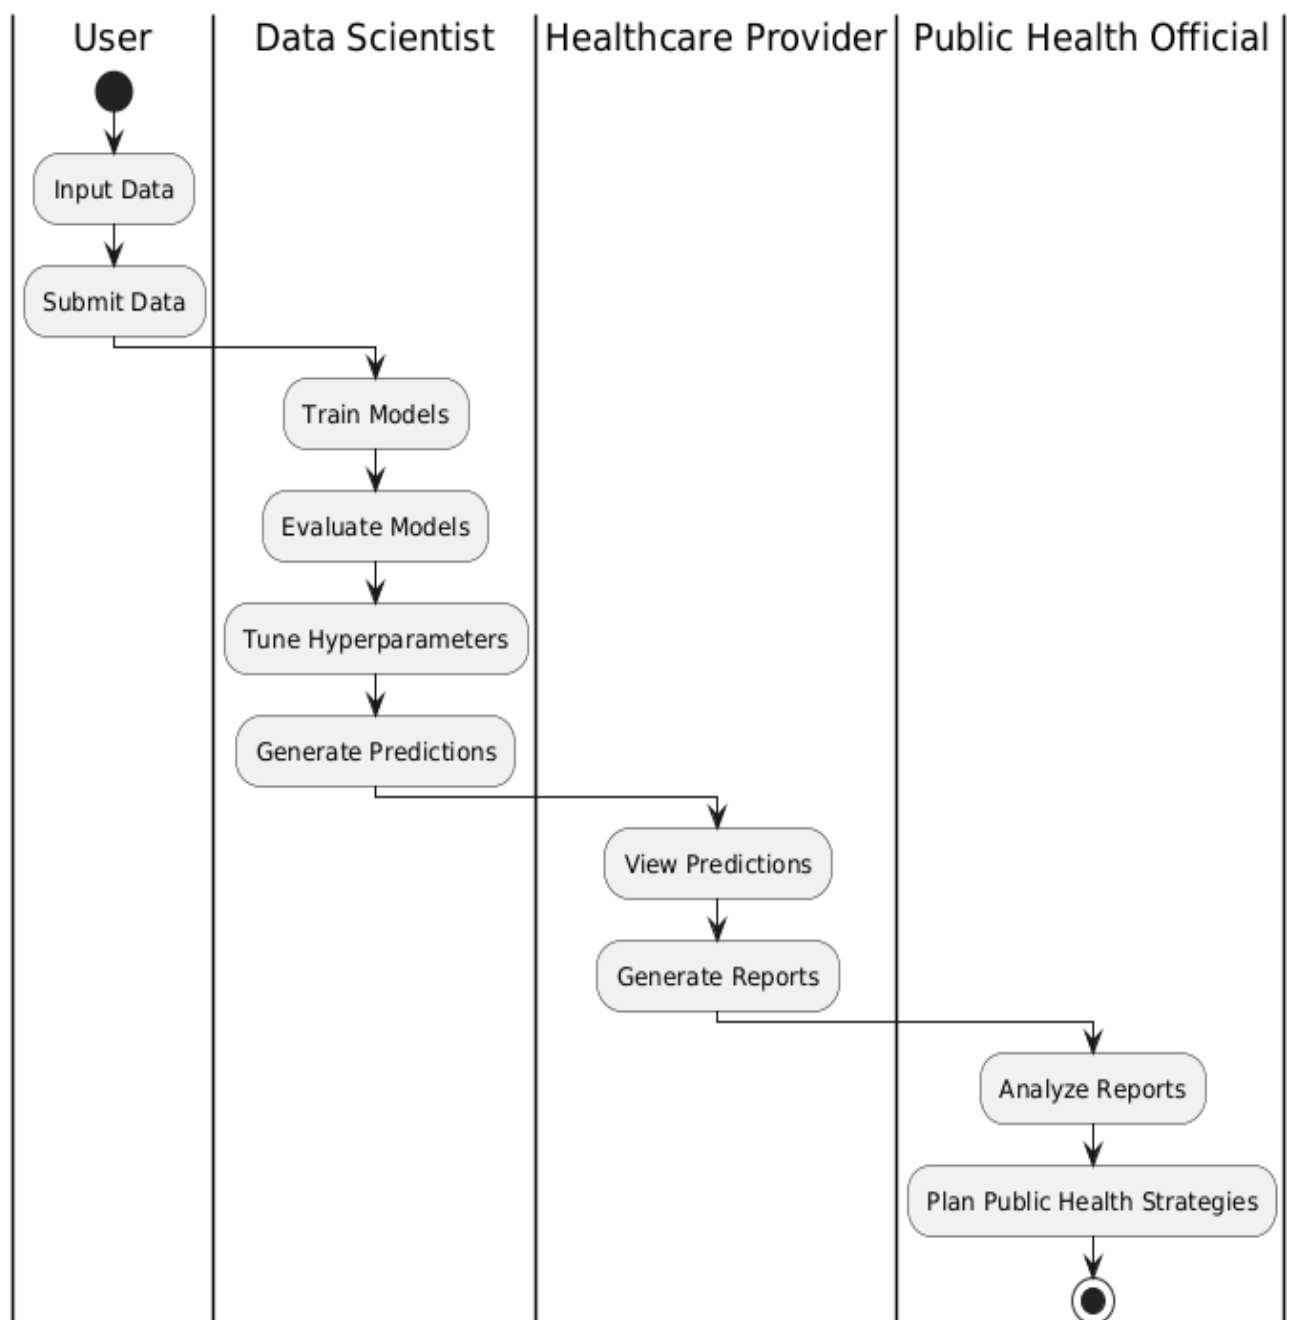 User
Data Scientist
Healthcare Provider
Public Health Official
Input Data
Submit Data
Train Models
Evaluate Models
Tune Hyperparameters
Generate Predictions
View Predictions
Generate Reports
Analyze Reports
Plan Public Health Strategies